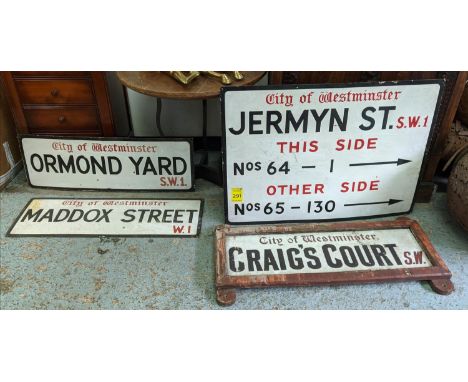 City of Westminster
ORMOND YARD
S.W.1.
City of Westminster
MADDOX STREET
W.1
City of Westminster
JERMYN ST. S.W.1
THIS SIDE
NOS 64 - 1
OTHER SIDE
NOS 65-130
291
City of Westminster
CRAIG'S COURT S.W.